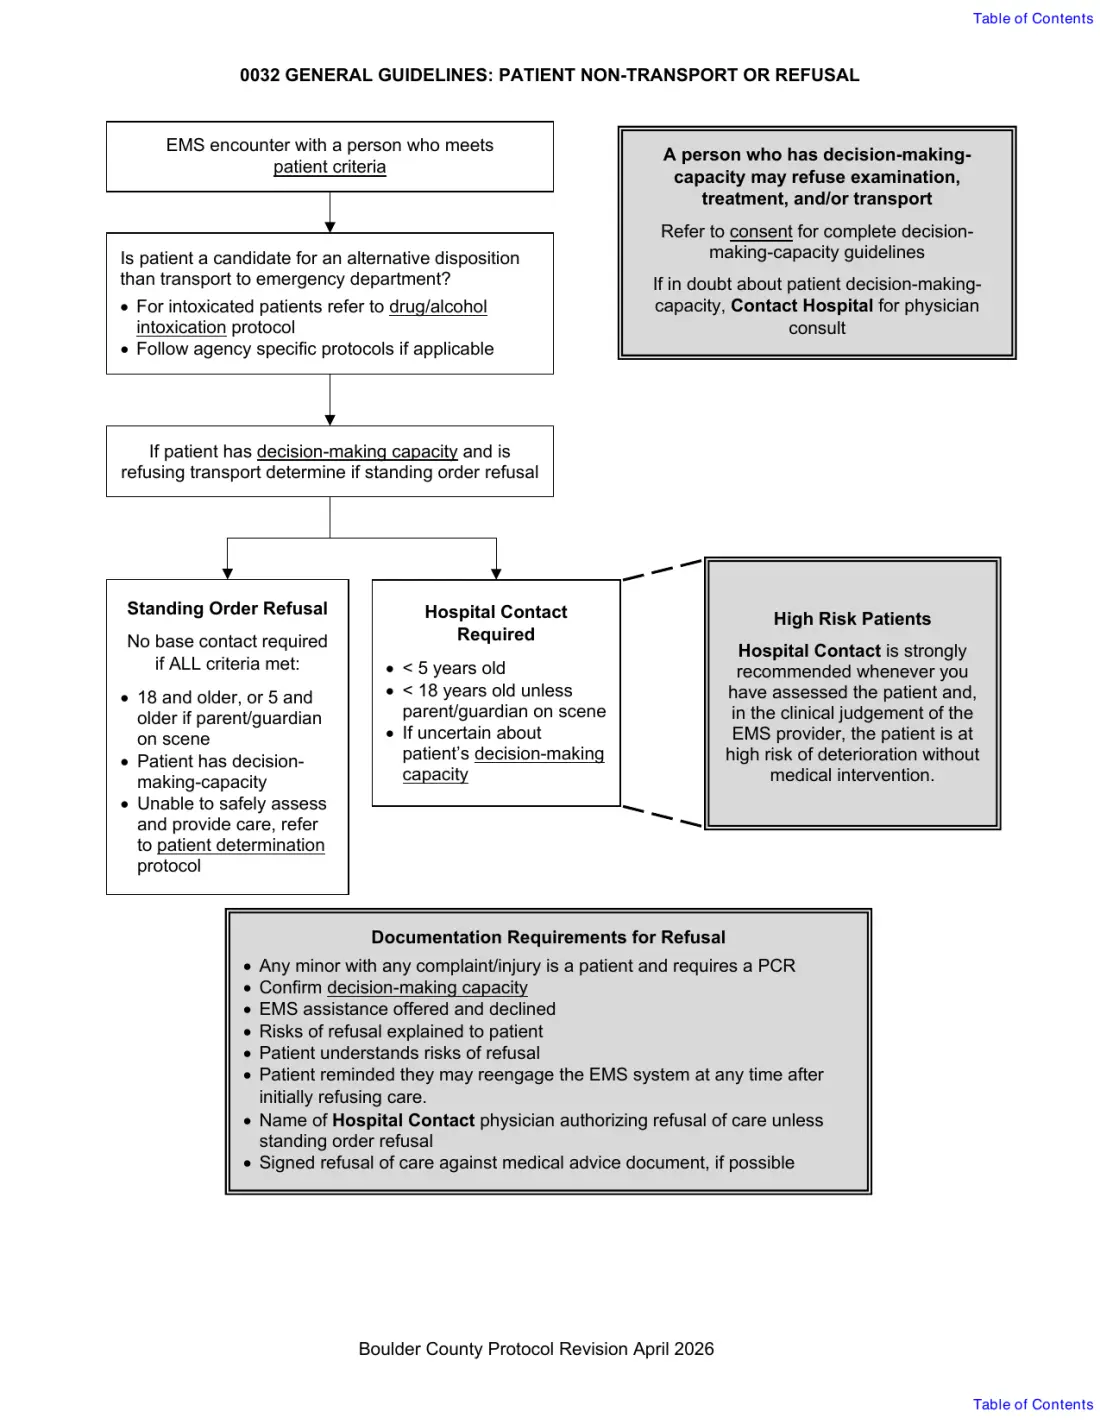 Table of Contents
0032 GENERAL GUIDELINES: PATIENT NON-TRANSPORT OR REFUSAL
EMS encounter with a person who meets
patient criteria
A person who has decision-making-
capacity may refuse examination,
treatment, and/or transport
Refer to consent for complete decision-
making-capacity guidelines
If in doubt about patient decision-making-
capacity, Contact Hospital for physician
consult
Is patient a candidate for an alternative disposition
than transport to emergency department?
• For intoxicated patients refer to drug/alcohol
intoxication protocol
• Follow agency specific protocols if applicable
If patient has decision-making capacity and is
refusing transport determine if standing order refusal
Standing Order Refusal
No base contact required
if ALL criteria met:
• 18 and older, or 5 and
older if parent/guardian
on scene
• Patient has decision-
making-capacity
• Unable to safely assess
and provide care, refer
to patient determination
protocol
Hospital Contact
Required
• < 5 years old
• < 18 years old unless
parent/guardian on scene
• If uncertain about
patient’s decision-making
capacity
High Risk Patients
Hospital Contact is strongly
recommended whenever you
have assessed the patient and,
in the clinical judgement of the
EMS provider, the patient is at
high risk of deterioration without
medical intervention.
Documentation Requirements for Refusal
• Any minor with any complaint/injury is a patient and requires a PCR
• Confirm decision-making capacity
• EMS assistance offered and declined
• Risks of refusal explained to patient
• Patient understands risks of refusal
• Patient reminded they may reengage the EMS system at any time after
initially refusing care.
• Name of Hospital Contact physician authorizing refusal of care unless
standing order refusal
• Signed refusal of care against medical advice document, if possible
Boulder County Protocol Revision April 2026
Table of Contents